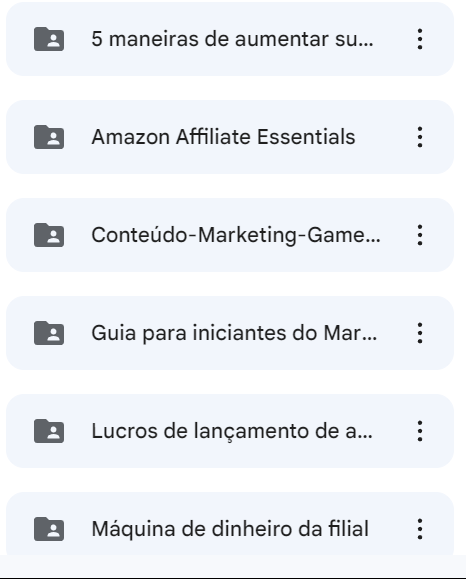 5 maneiras de aumentar su...
Amazon Affiliate Essentials
Conteúdo-Marketing-Game...
Guia para iniciantes do Mar...
Lucros de lançamento de a...
Máquina de dinheiro da filial